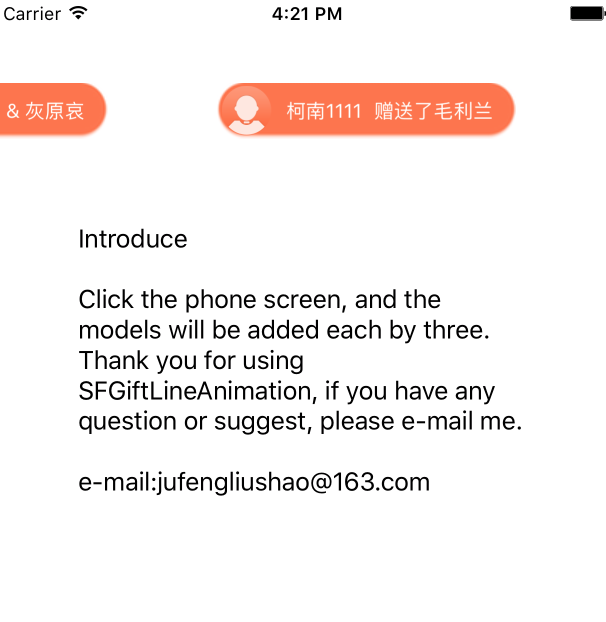 Carrier
4:21 PM
& 灰原哀
柯南1111 赠送了毛利兰
Introduce
Click the phone screen, and the
models will be added each by three.
Thank you for using
SFGiftLineAnimation, if you have any
question or suggest, please e-mail me.
e-mail:jufengliushao@163.com